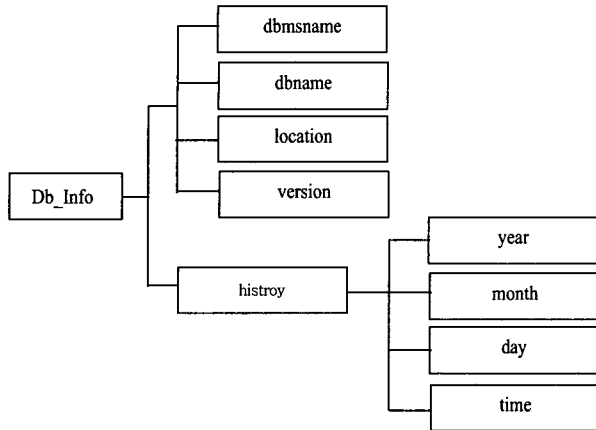 dbmsname
dbname
location
version
Db_Info
histroy
year
month
day
time